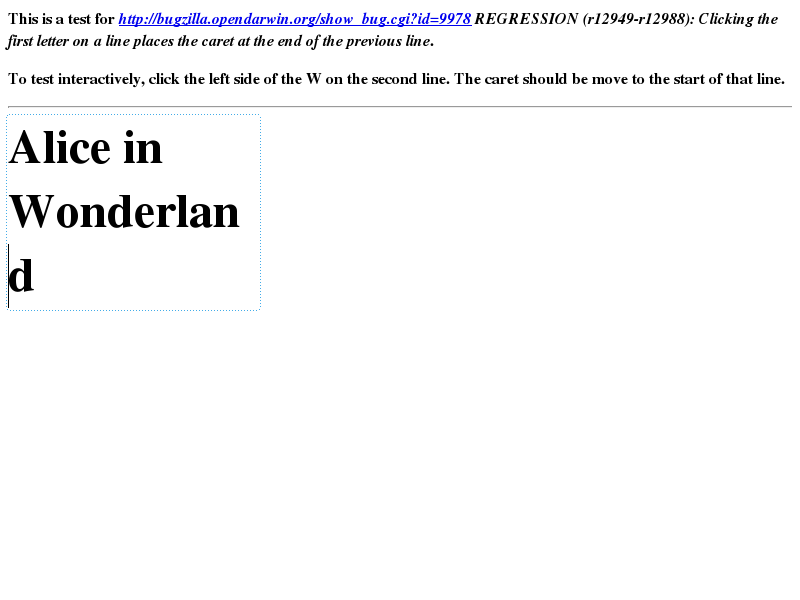 This is a test for http://bugzilla.opendarwin.org/show_bug.cgi?id=9978 REGRESSION (r12949-r12988): Clicking the
first letter on a line places the caret at the end of the previous line.
To test interactively, click the left side of the W on the second line. The caret should be move to the start of that line.
Alice in
Wonderlan
d